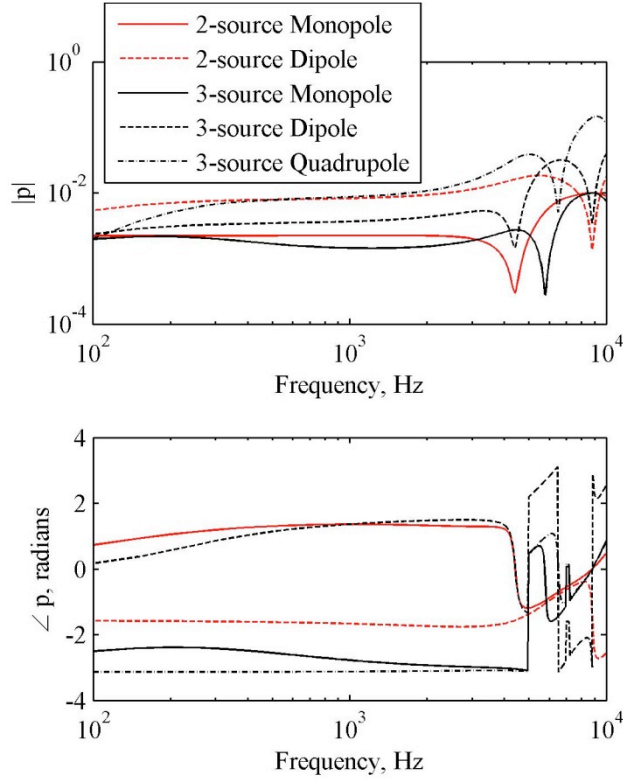 2-source Monopole
2-source Dipole
3-source Monopole
3-source Dipole
3-source Quadrupole
|p|
10^0
10^-2
10^-4
10^2
10^3
10^4
Frequency, Hz
∠ p, radians
4
2
0
-2
-4
10^2
10^3
10^4
Frequency, Hz